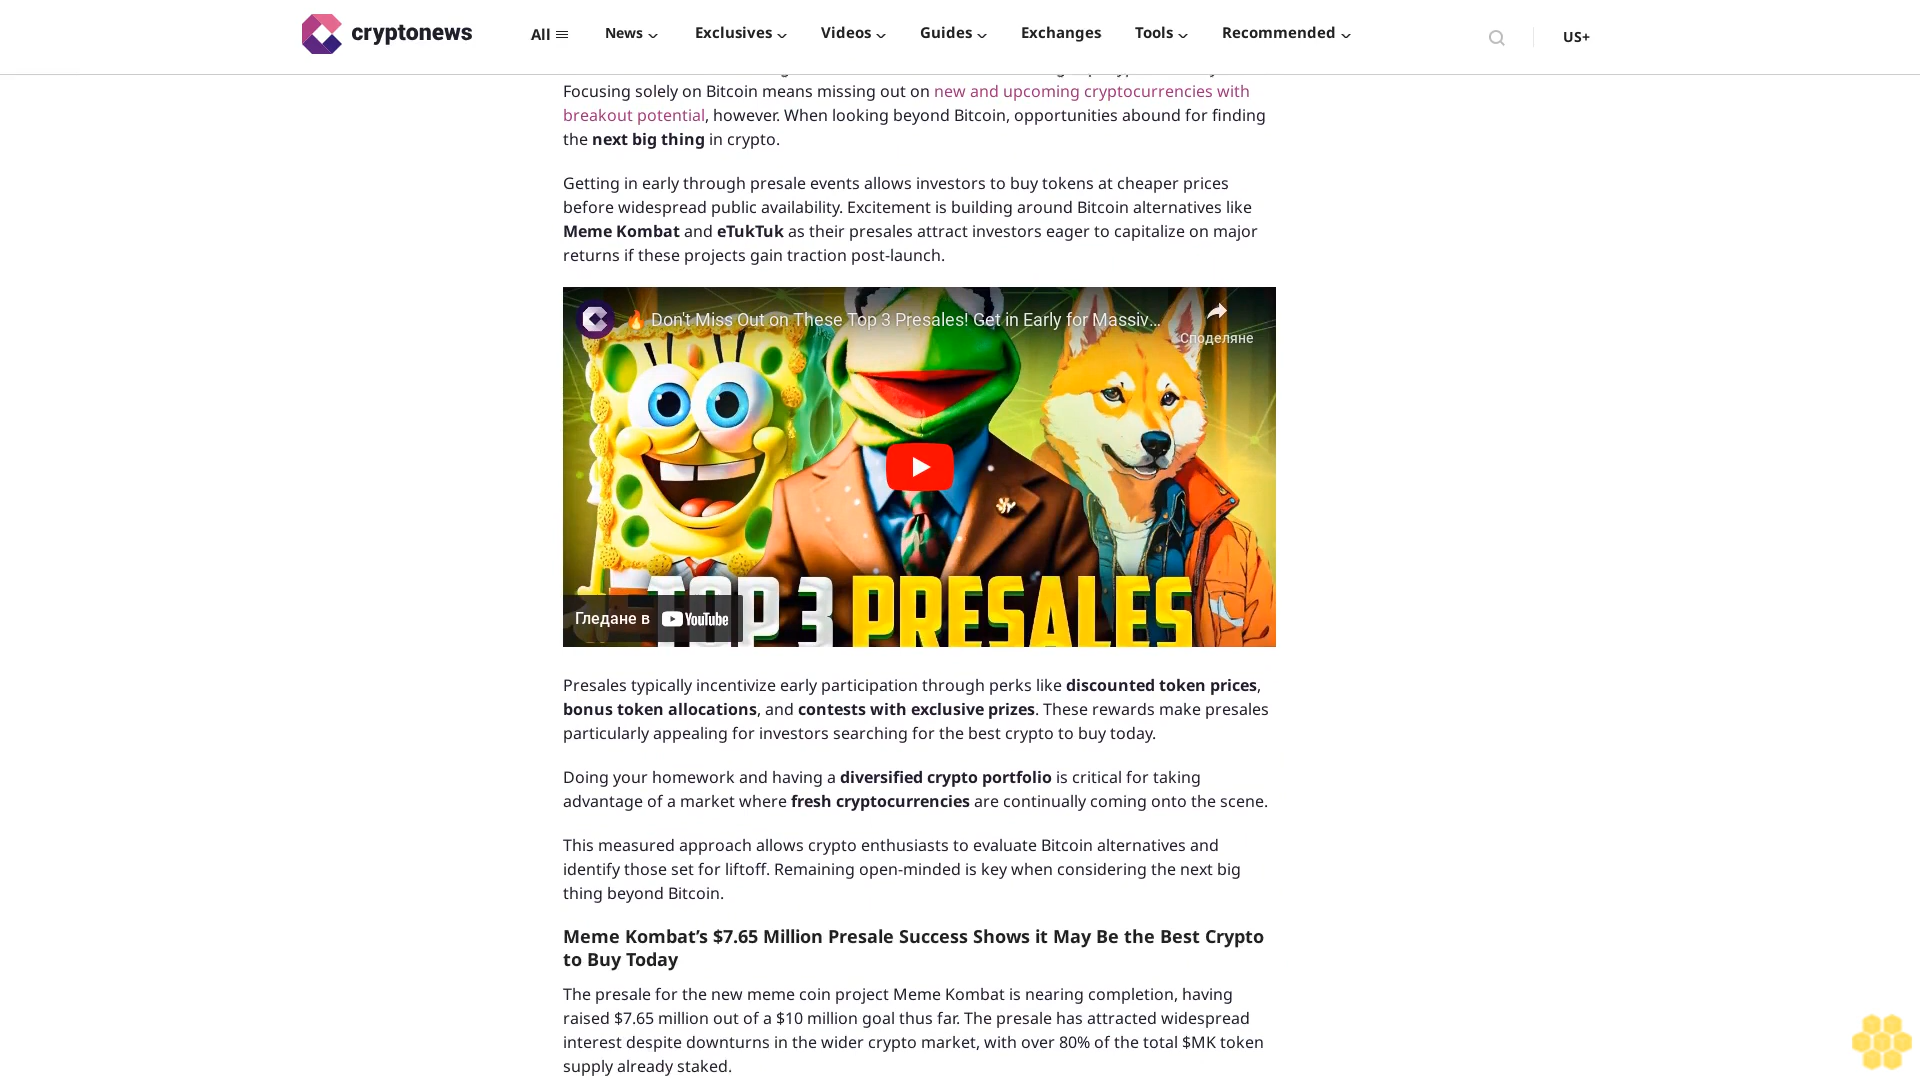 cryptonews
All
News
Exclusives
Videos
Guides
Exchanges
Tools
Recommended
US+
Focusing solely on Bitcoin means missing out on new and upcoming cryptocurrencies with
breakout potential, however. When looking beyond Bitcoin, opportunities abound for finding
the next big thing in crypto.
Getting in early through presale events allows investors to buy tokens at cheaper prices
before widespread public availability. Excitement is building around Bitcoin alternatives like
Meme Kombat and eTukTuk as their presales attract investors eager to capitalize on major
returns if these projects gain traction post-launch.
🔥 Don't Miss Out on These Top 3 Presales! Get in Early for Massiv…
Споделяне
TOP 3 PRESALES
Гледане в YouTube
Presales typically incentivize early participation through perks like discounted token prices,
bonus token allocations, and contests with exclusive prizes. These rewards make presales
particularly appealing for investors searching for the best crypto to buy today.
Doing your homework and having a diversified crypto portfolio is critical for taking
advantage of a market where fresh cryptocurrencies are continually coming onto the scene.
This measured approach allows crypto enthusiasts to evaluate Bitcoin alternatives and
identify those set for liftoff. Remaining open-minded is key when considering the next big
thing beyond Bitcoin.
Meme Kombat’s $7.65 Million Presale Success Shows it May Be the Best Crypto
to Buy Today
The presale for the new meme coin project Meme Kombat is nearing completion, having
raised $7.65 million out of a $10 million goal thus far. The presale has attracted widespread
interest despite downturns in the wider crypto market, with over 80% of the total $MK token
supply already staked.